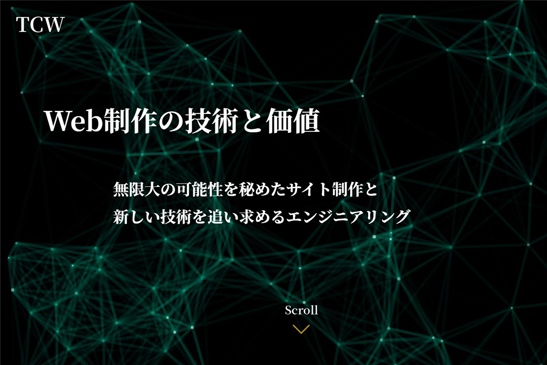 TCW
Web制作の技術と価値
無限大の可能性を秘めたサイト制作と
新しい技術を追い求めるエンジニアリング
Scroll